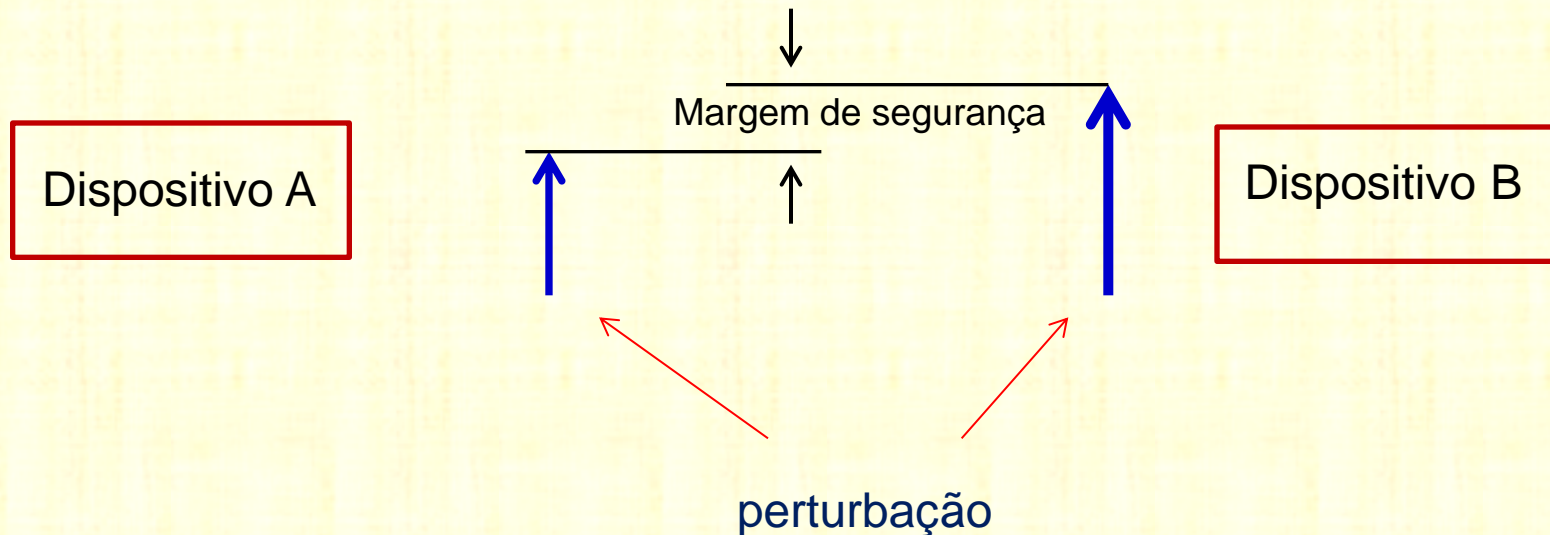 Margem de segurança
Dispositivo A
Dispositivo B
perturbação